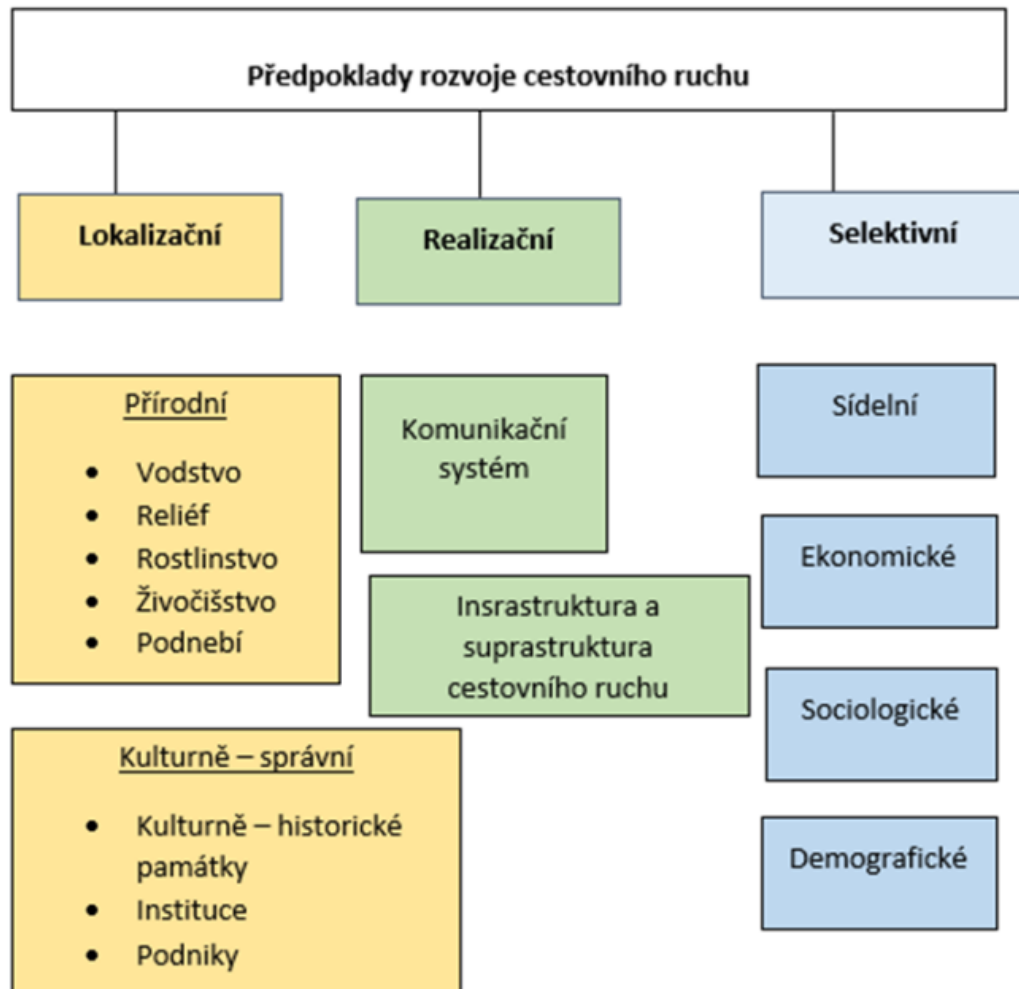 Předpoklady rozvoje cestovního ruchu
Lokalizační
Realizační
Selektivní
Přírodní
• Vodstvo
• Reliéf
• Rostlinstvo
• Živočišstvo
• Podnebí
Kulturně – správní
• Kulturně – historické
památky
• Instituce
• Podniky
Komunikační
systém
Insrastruktura a
suprastruktura
cestovního ruchu
Sídelní
Ekonomické
Sociologické
Demografické